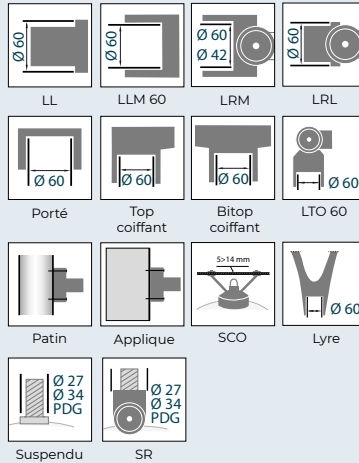 Ø 60
LL
Ø 60
LLM 60
Ø 60
Ø 42
LRM
Ø 60
LRL
Ø 60
Porté
Ø 60
Top
coiffant
Ø 60
Bitop
coiffant
Ø 60
LTO 60
Patin
Applique
5>14 mm
SCO
Ø 60
Lyre
Ø 27
Ø 34
PDG
Suspendu
Ø 27
Ø 34
PDG
SR